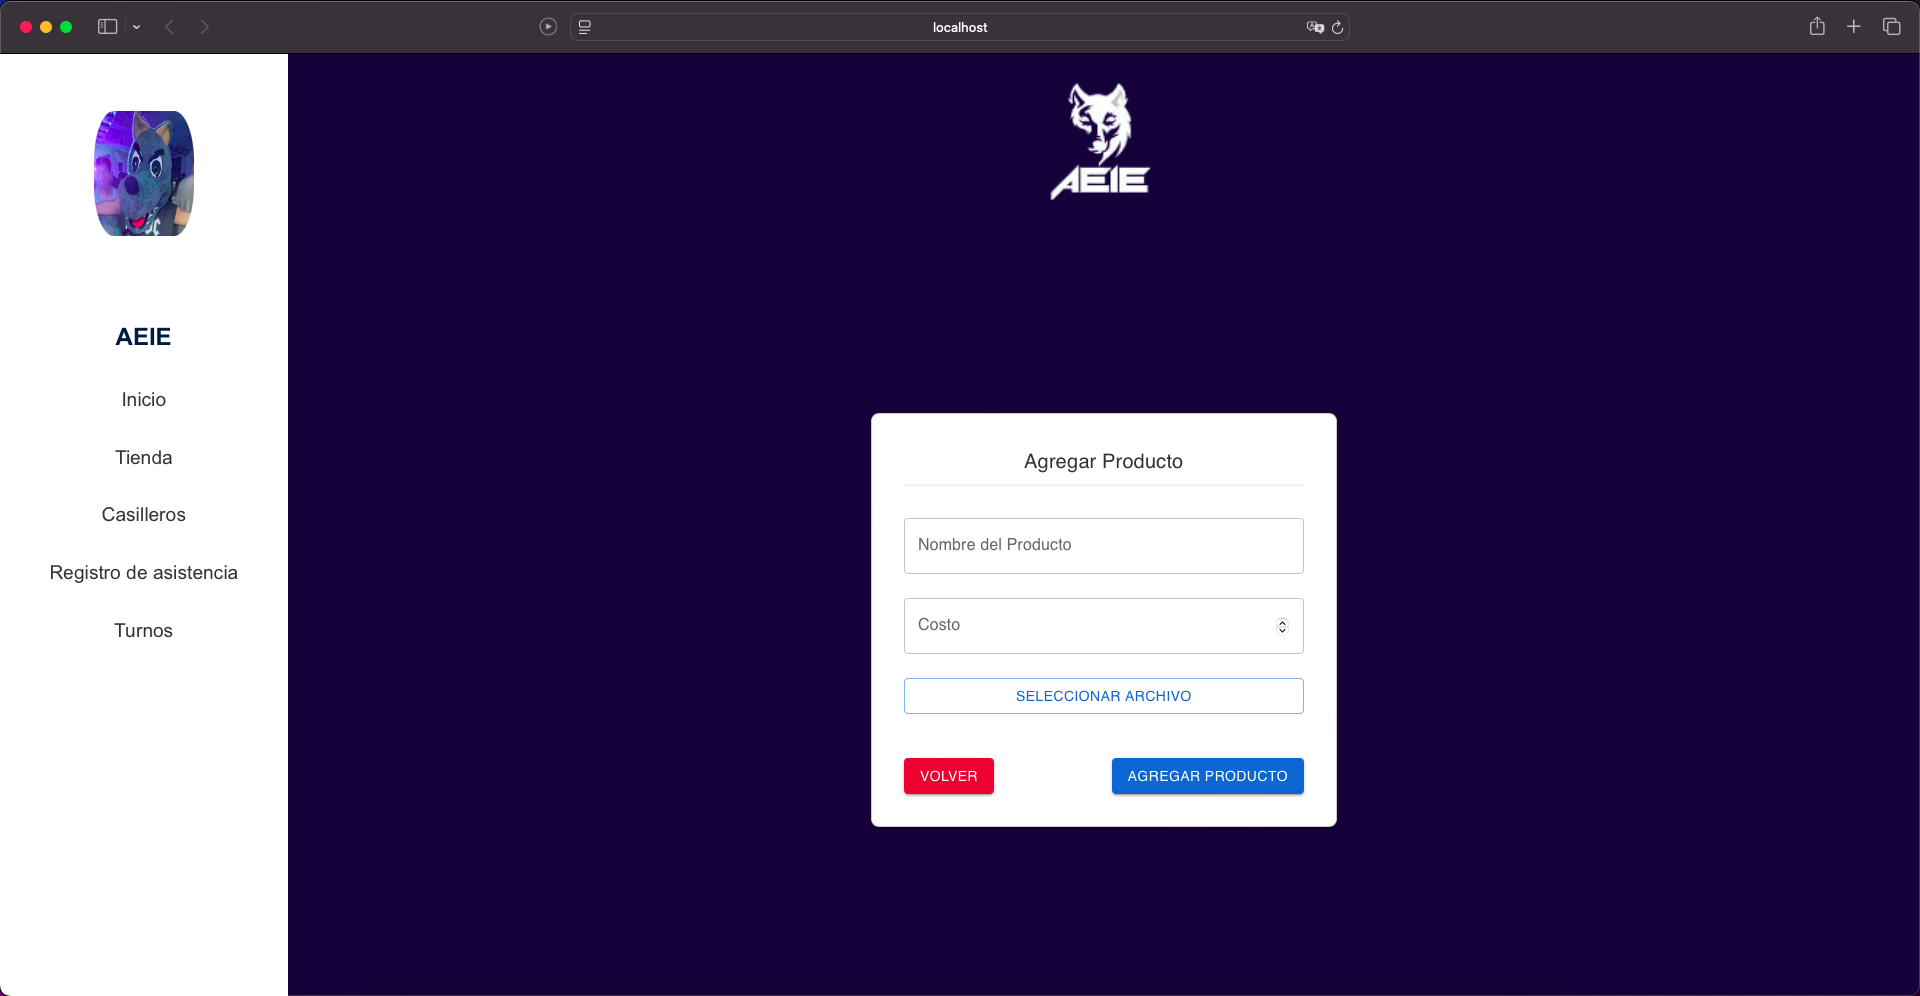 localhost
AEIE
AEIE
Inicio
Tienda
Casilleros
Registro de asistencia
Turnos
Agregar Producto
Nombre del Producto
Costo
SELECCIONAR ARCHIVO
VOLVER
AGREGAR PRODUCTO